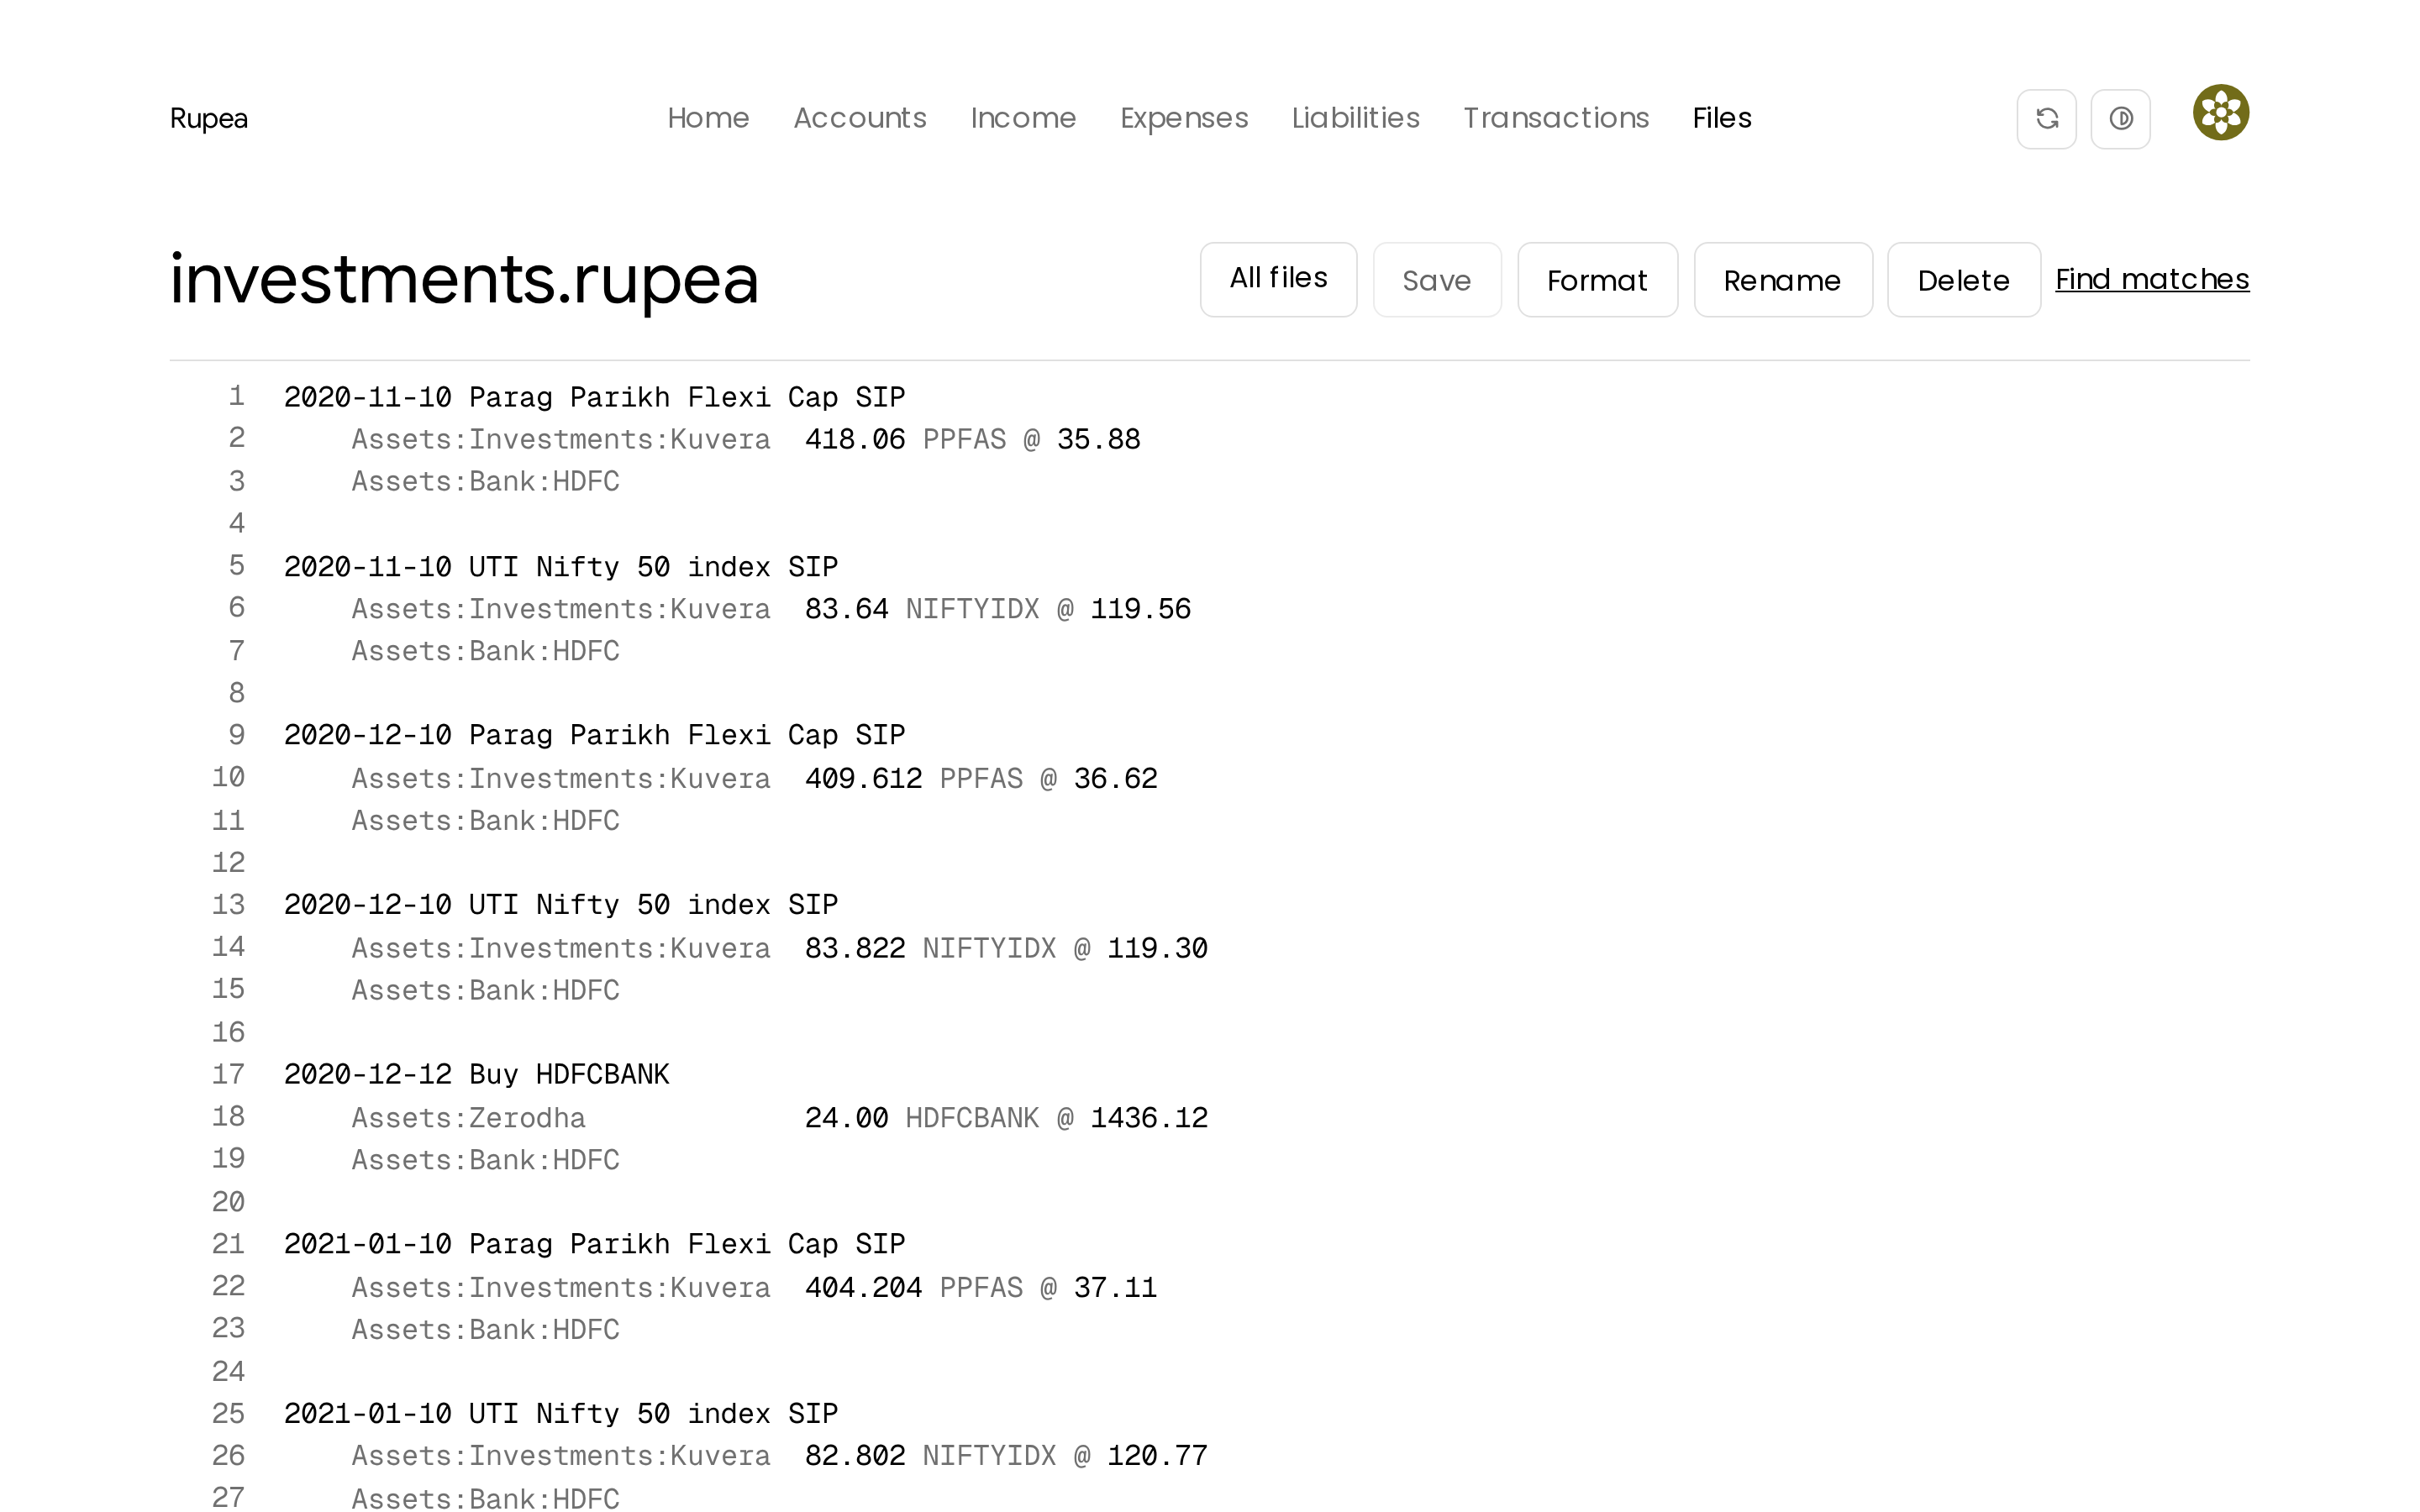 Rupea Home Accounts Income Expenses Liabilities Transactions Files
investments.rupea All files Save Format Rename Delete Find matches
1 2020-11-10 Parag Parikh Flexi Cap SIP
2 Assets:Investments:Kuvera 418.06 PPFAS @ 35.88
3 Assets:Bank:HDFC
4
5 2020-11-10 UTI Nifty 50 index SIP
6 Assets:Investments:Kuvera 83.64 NIFTYIDX @ 119.56
7 Assets:Bank:HDFC
8
9 2020-12-10 Parag Parikh Flexi Cap SIP
10 Assets:Investments:Kuvera 409.612 PPFAS @ 36.62
11 Assets:Bank:HDFC
12
13 2020-12-10 UTI Nifty 50 index SIP
14 Assets:Investments:Kuvera 83.822 NIFTYIDX @ 119.30
15 Assets:Bank:HDFC
16
17 2020-12-12 Buy HDFCBANK
18 Assets:Zerodha 24.00 HDFCBANK @ 1436.12
19 Assets:Bank:HDFC
20
21 2021-01-10 Parag Parikh Flexi Cap SIP
22 Assets:Investments:Kuvera 404.204 PPFAS @ 37.11
23 Assets:Bank:HDFC
24
25 2021-01-10 UTI Nifty 50 index SIP
26 Assets:Investments:Kuvera 82.802 NIFTYIDX @ 120.77
27 Assets:Bank:HDFC